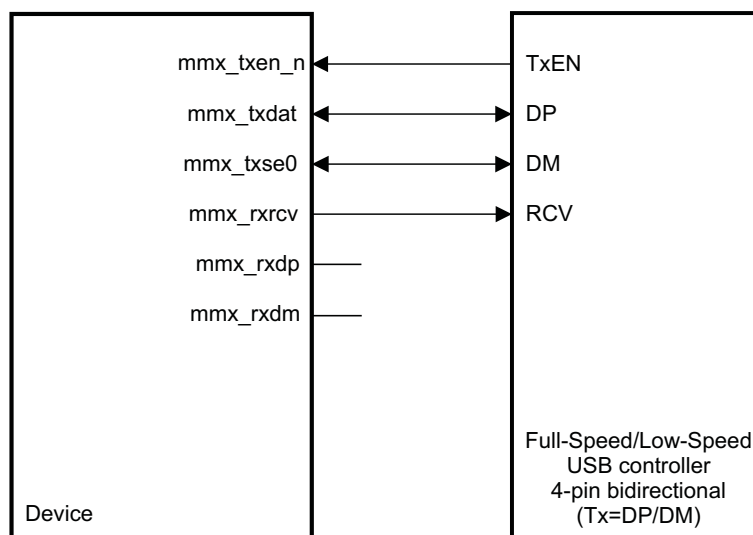 mmx_txen_n
TxEN
mmx_txdat
DP
mmx_txse0
DM
mmx_rxrcv
RCV
mmx_rxdp
mmx_rxdm
Device
Full-Speed/Low-Speed
USB controller
4-pin bidirectional
(Tx=DP/DM)